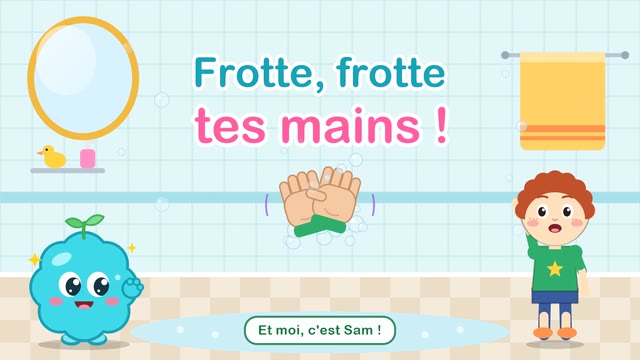 Frotte, frotte
tes mains !
Et moi, c'est Sam !